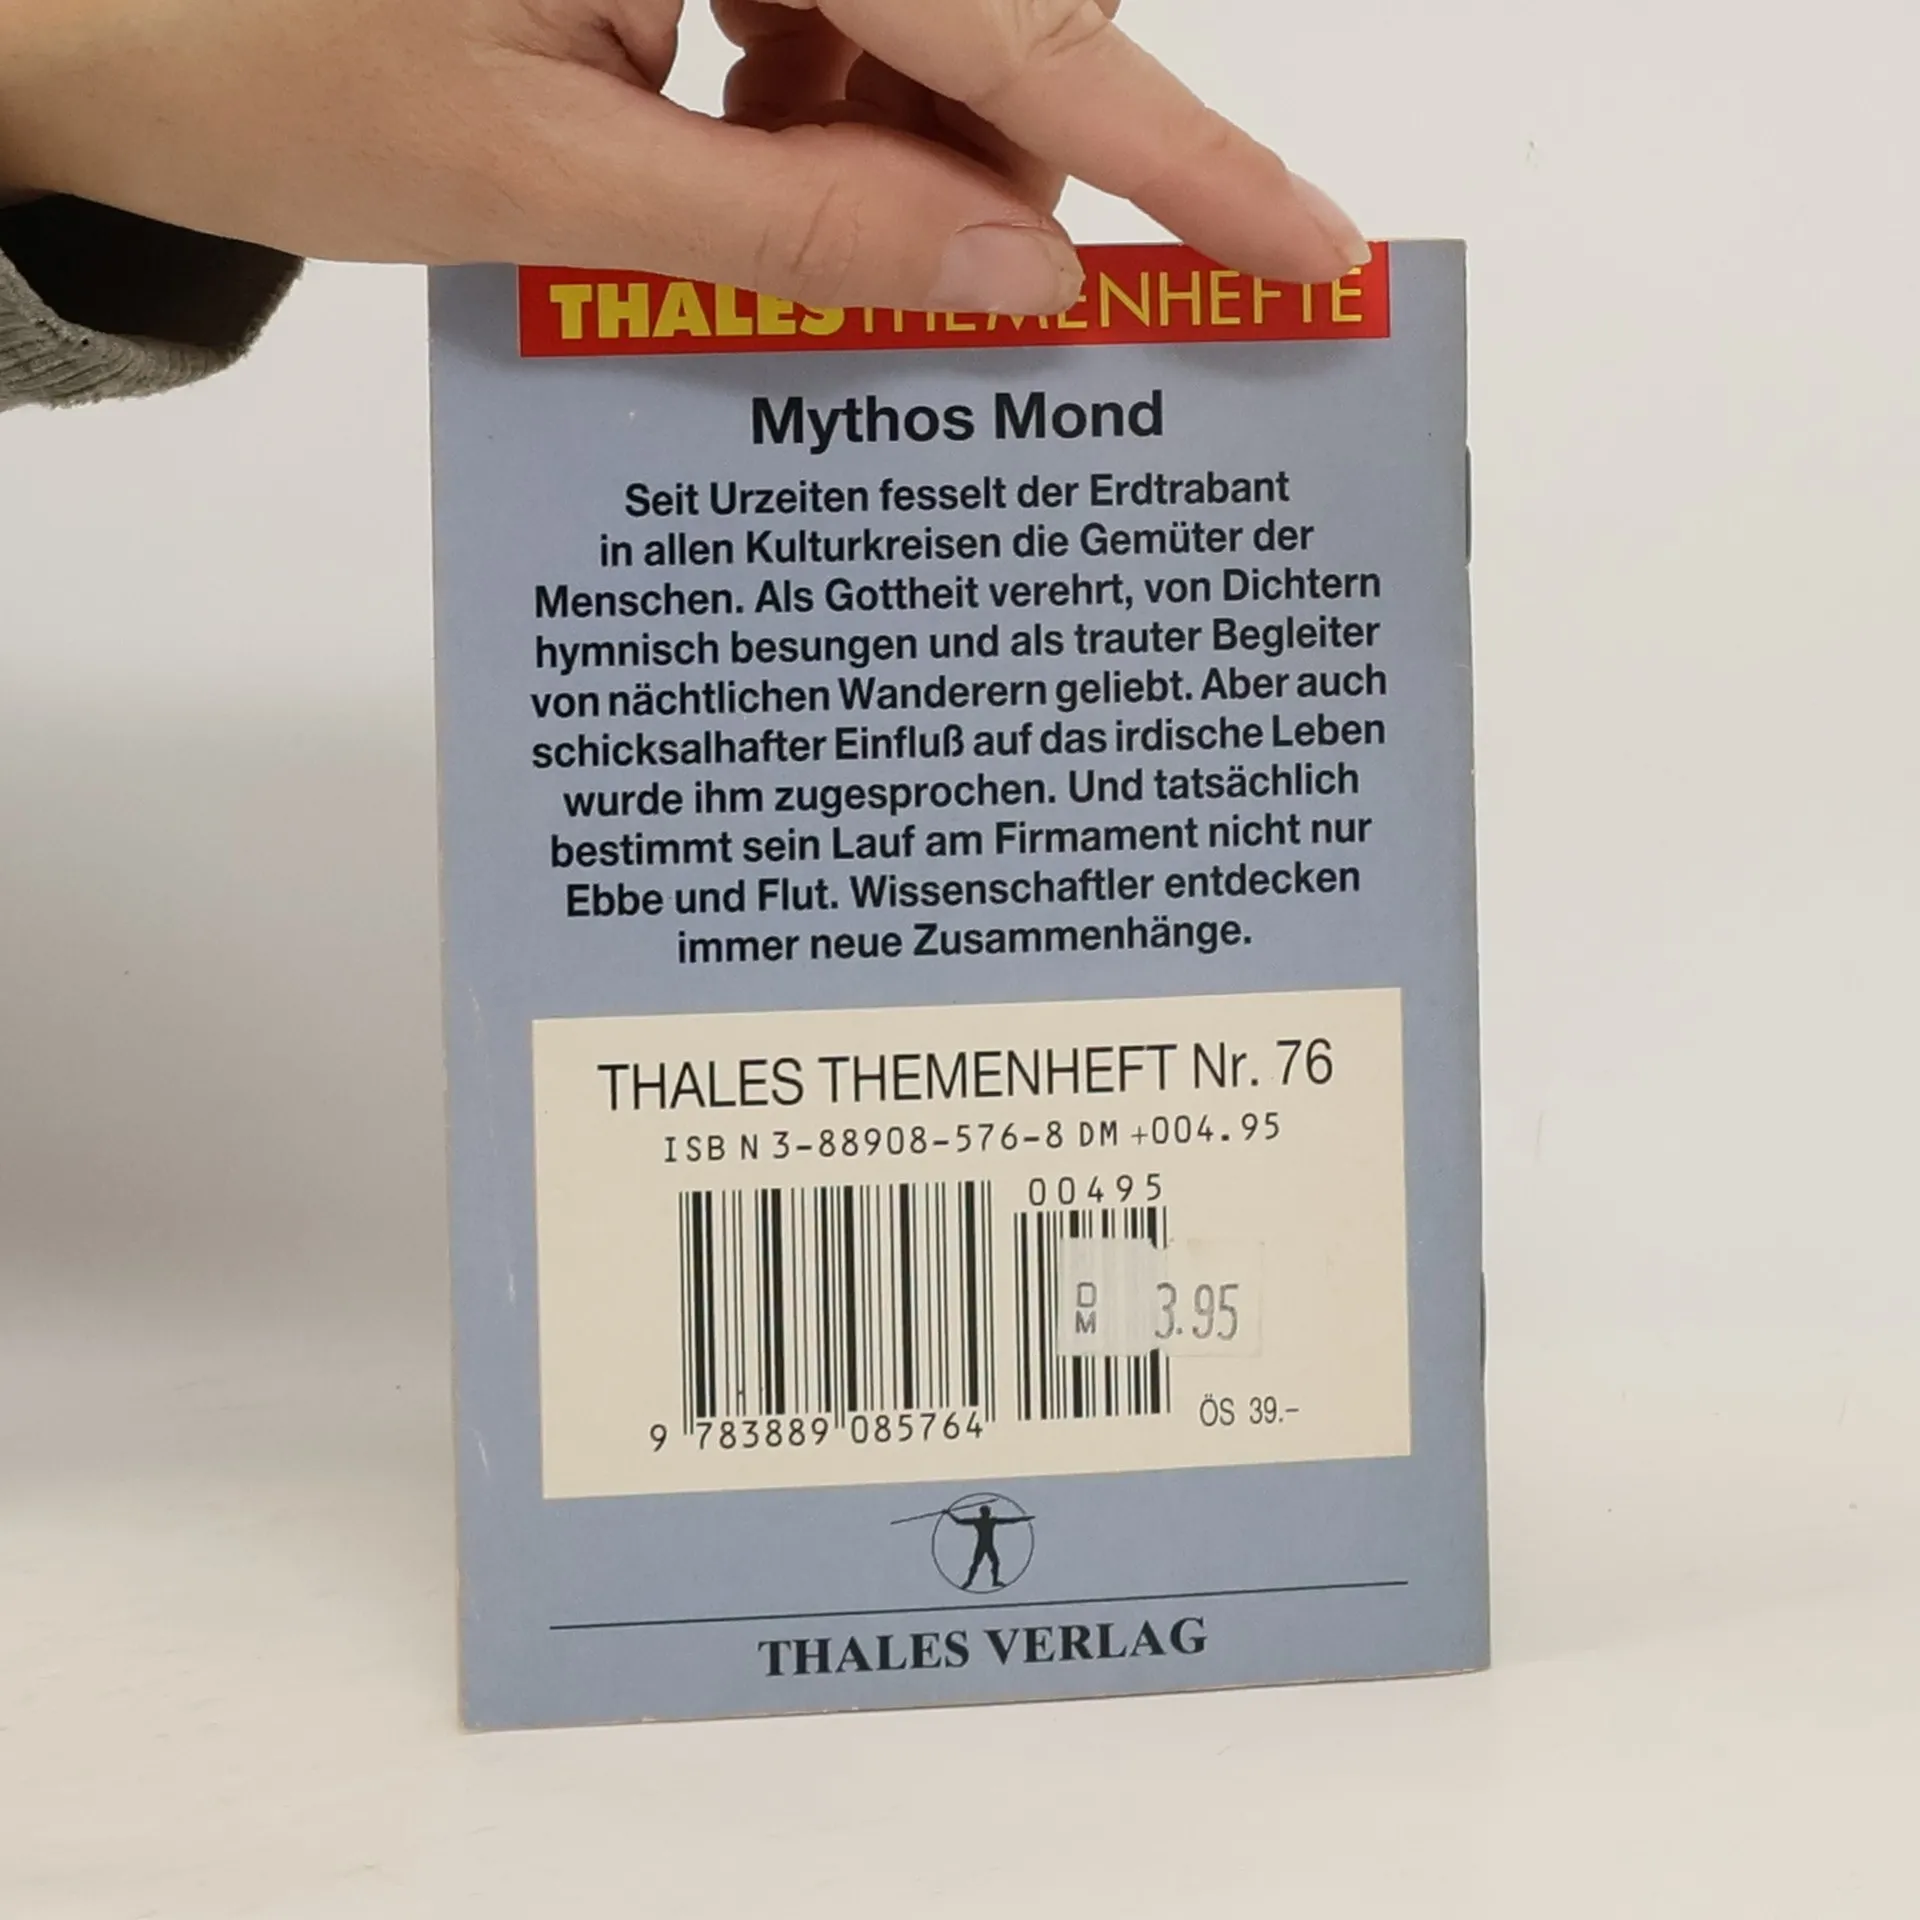 THALESTHEMENHEFTE
Mythos Mond
Seit Urzeiten fesselt der Erdtrabant
in allen Kulturkreisen die Gemüter der
Menschen. Als Gottheit verehrt, von Dichtern
hymnisch besungen und als trauter Begleiter
von nächtlichen Wanderern geliebt. Aber auch
schicksalhafter Einfluß auf das irdische Leben
wurde ihm zugesprochen. Und tatsächlich
bestimmt sein Lauf am Firmament nicht nur
Ebbe und Flut. Wissenschaftler entdecken
immer neue Zusammenhänge.
THALES THEMENHEFT Nr. 76
ISBN 3-88908-576-8 DM +004.95
00495
DM 3.95
ÖS 39.-
9 783889 085764
THALES VERLAG